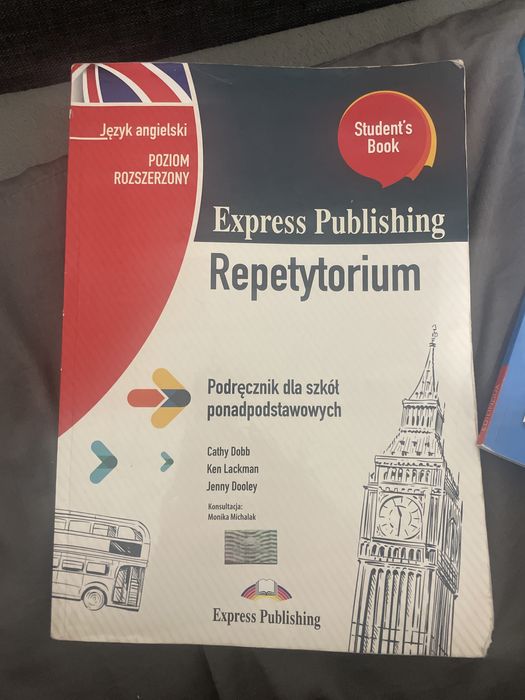 Język angielski
POZIOM
ROZSZERZONY
Student's
Book
Express Publishing
Repetytorium
Podręcznik dla szkół
ponadpodstawowych
Cathy Dobb
Ken Lackman
Jenny Dooley
Konsultacja:
Monika Michalak
Express Publishing